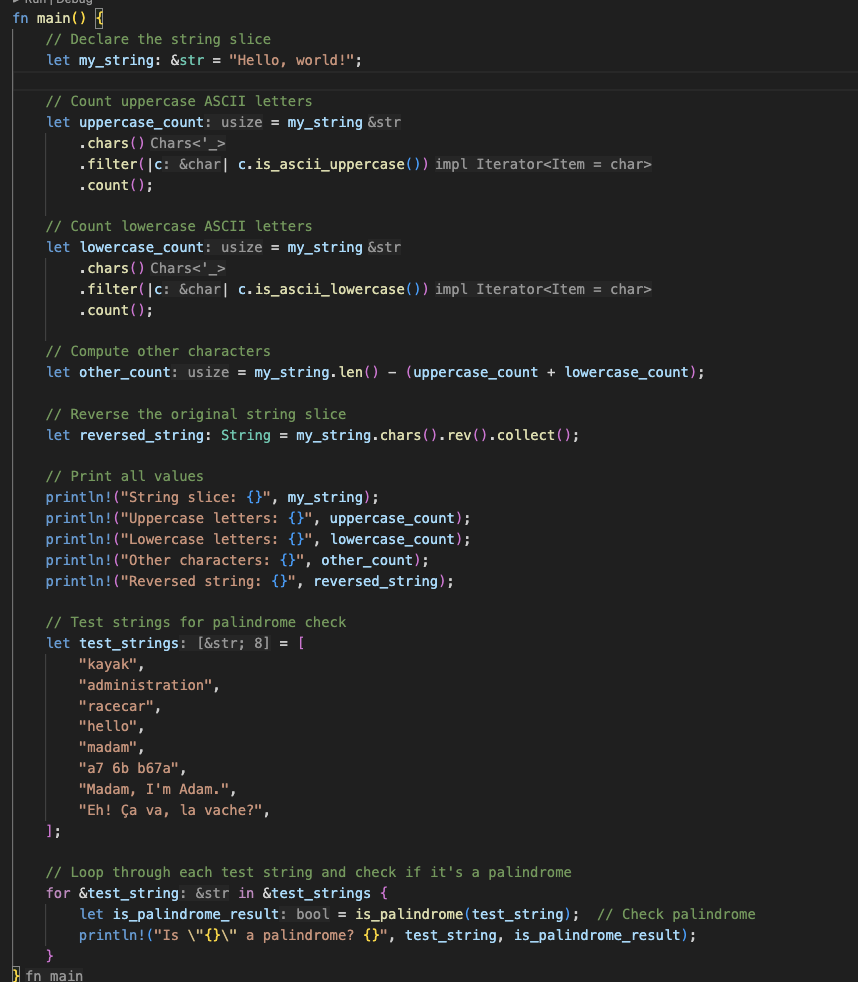 Run | Debug
fn main() {
    // Declare the string slice
    let my_string: &str = "Hello, world!";

    // Count uppercase ASCII letters
    let uppercase_count: usize = my_string &str
        .chars() Chars<'_>
        .filter(|c: &char| c.is_ascii_uppercase()) impl Iterator<Item = char>
        .count();

    // Count lowercase ASCII letters
    let lowercase_count: usize = my_string &str
        .chars() Chars<'_>
        .filter(|c: &char| c.is_ascii_lowercase()) impl Iterator<Item = char>
        .count();

    // Compute other characters
    let other_count: usize = my_string.len() - (uppercase_count + lowercase_count);

    // Reverse the original string slice
    let reversed_string: String = my_string.chars().rev().collect();

    // Print all values
    println!("String slice: {}", my_string);
    println!("Uppercase letters: {}", uppercase_count);
    println!("Lowercase letters: {}", lowercase_count);
    println!("Other characters: {}", other_count);
    println!("Reversed string: {}", reversed_string);

    // Test strings for palindrome check
    let test_strings: [&str; 8] = [
        "kayak",
        "administration",
        "racecar",
        "hello",
        "madam",
        "a7 6b b67a",
        "Madam, I'm Adam.",
        "Eh! Ça va, la vache?",
    ];

    // Loop through each test string and check if it's a palindrome
    for &test_string: &str in &test_strings {
        let is_palindrome_result: bool = is_palindrome(test_string);  // Check palindrome
        println!("Is \"{}\" a palindrome? {}", test_string, is_palindrome_result);
    }
} fn main